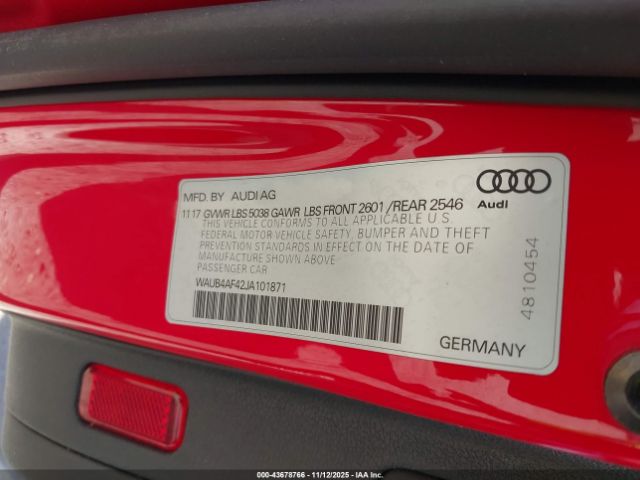 MFD. BY AUDI AG
11 17 GVWR LBS 5038 GAWR LBS FRONT 2601 / REAR 2546
THIS VEHICLE CONFORMS TO ALL APPLICABLE U.S.
FEDERAL MOTOR VEHICLE SAFETY, BUMPER AND THEFT
PREVENTION STANDARDS IN EFFECT ON THE DATE OF
MANUFACTURE SHOWN ABOVE
PASSENGER CAR
WAUB4AF42JA101871
Audi
4810454
GERMANY
000-43678766 - 11/12/2025 - IAA Inc.